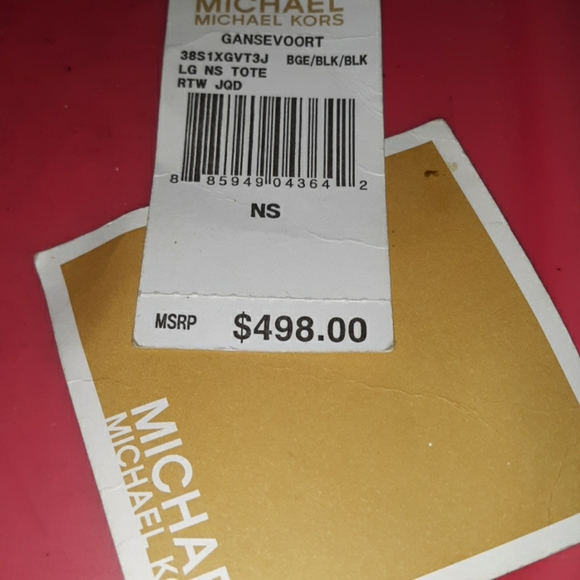 MICHAEL
MICHAEL KORS
GANSEVOORT
38S1XGVT3J BGE/BLK/BLK
LG NS TOTE
RTW JQD
8 85949 04364 2
NS
MSRP $498.00
MICHAE
MICHAEL KO